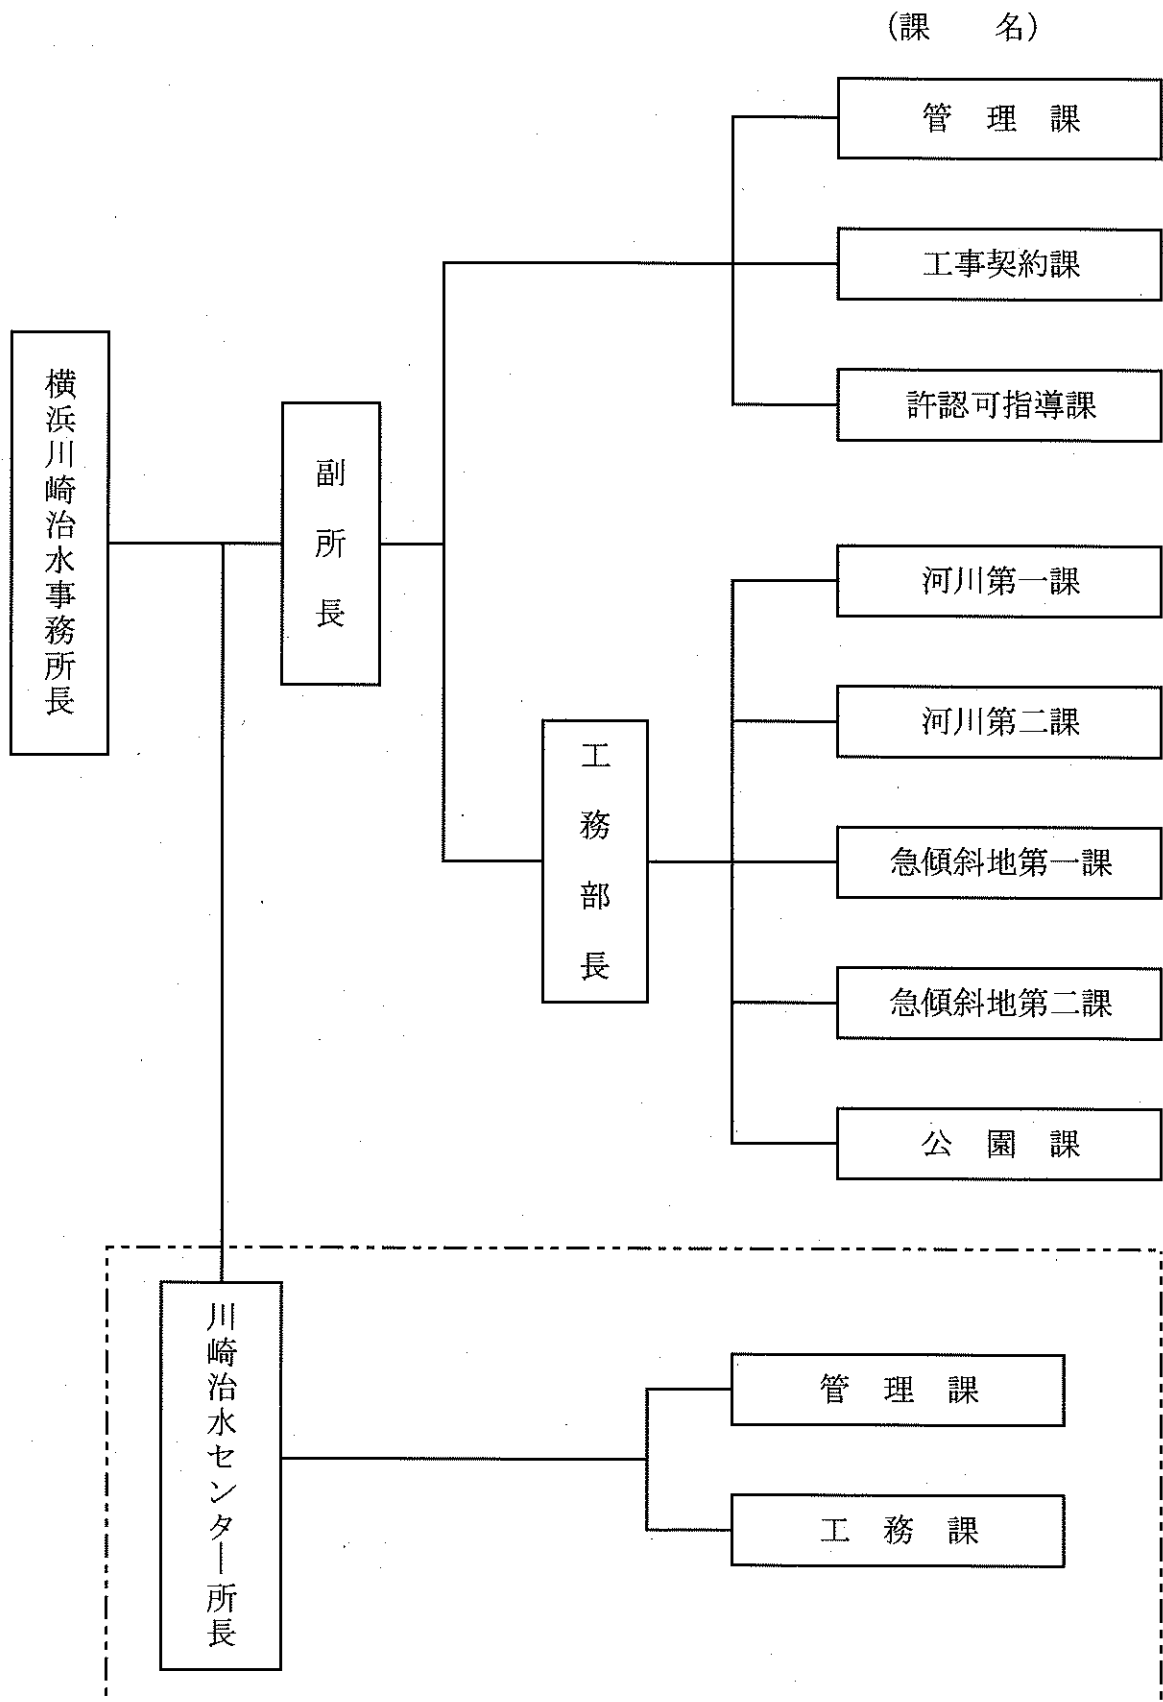 (課　名)
管理課
工事契約課
許認可指導課
横浜川崎治水事務所長
副所長
河川第一課
河川第二課
工務部長
急傾斜地第一課
急傾斜地第二課
公園課
川崎治水センター所長
管理課
工務課